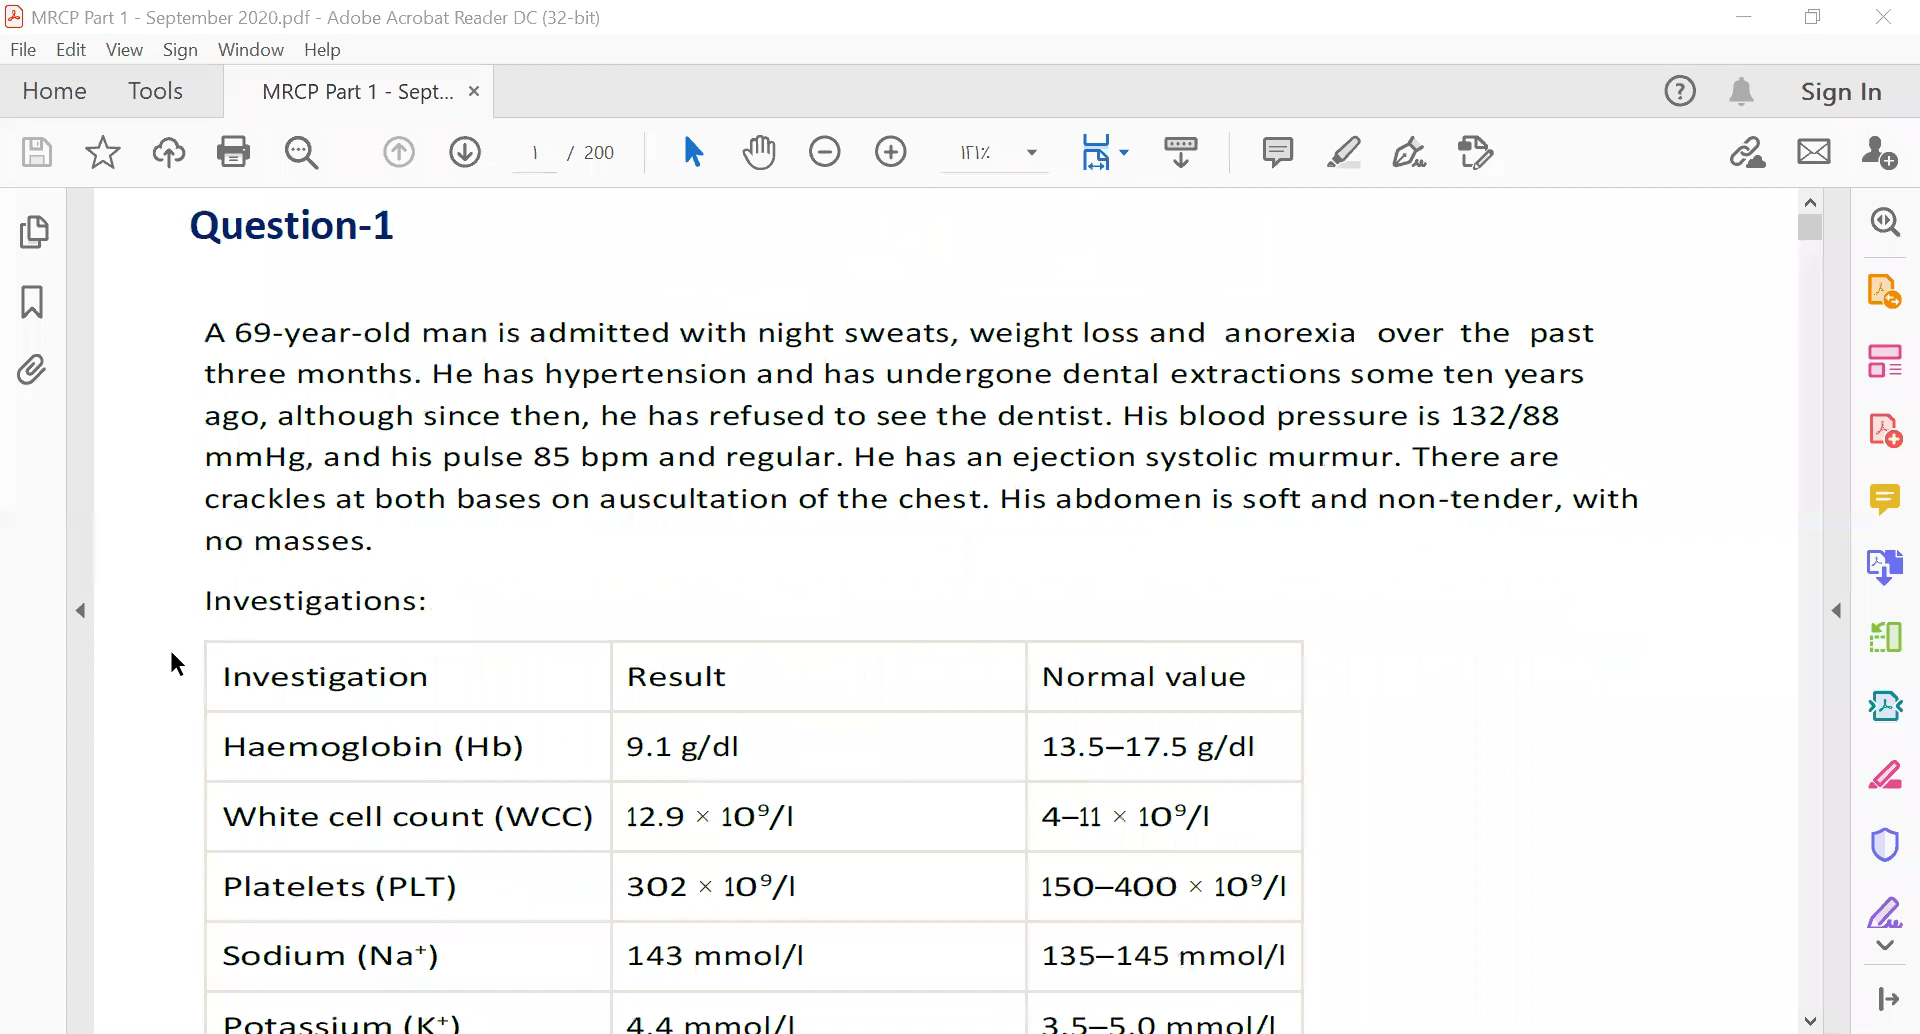 MRCP Part 1 - September 2020.pdf - Adobe Acrobat Reader DC (32-bit)
File Edit View Sign Window Help
Home Tools MRCP Part 1 - Sept... × Sign In
١ / 200 ١٢١٪
Question-1
A 69-year-old man is admitted with night sweats, weight loss and anorexia over the past
three months. He has hypertension and has undergone dental extractions some ten years
ago, although since then, he has refused to see the dentist. His blood pressure is 132/88
mmHg, and his pulse 85 bpm and regular. He has an ejection systolic murmur. There are
crackles at both bases on auscultation of the chest. His abdomen is soft and non-tender, with
no masses.
Investigations:
Investigation Result Normal value
Haemoglobin (Hb) 9.1 g/dl 13.5–17.5 g/dl
White cell count (WCC) 12.9 × 10⁹/l 4–11 × 10⁹/l
Platelets (PLT) 302 × 10⁹/l 150–400 × 10⁹/l
Sodium (Na⁺) 143 mmol/l 135–145 mmol/l
Potassium (K⁺) 4.4 mmol/l 3.5–5.0 mmol/l